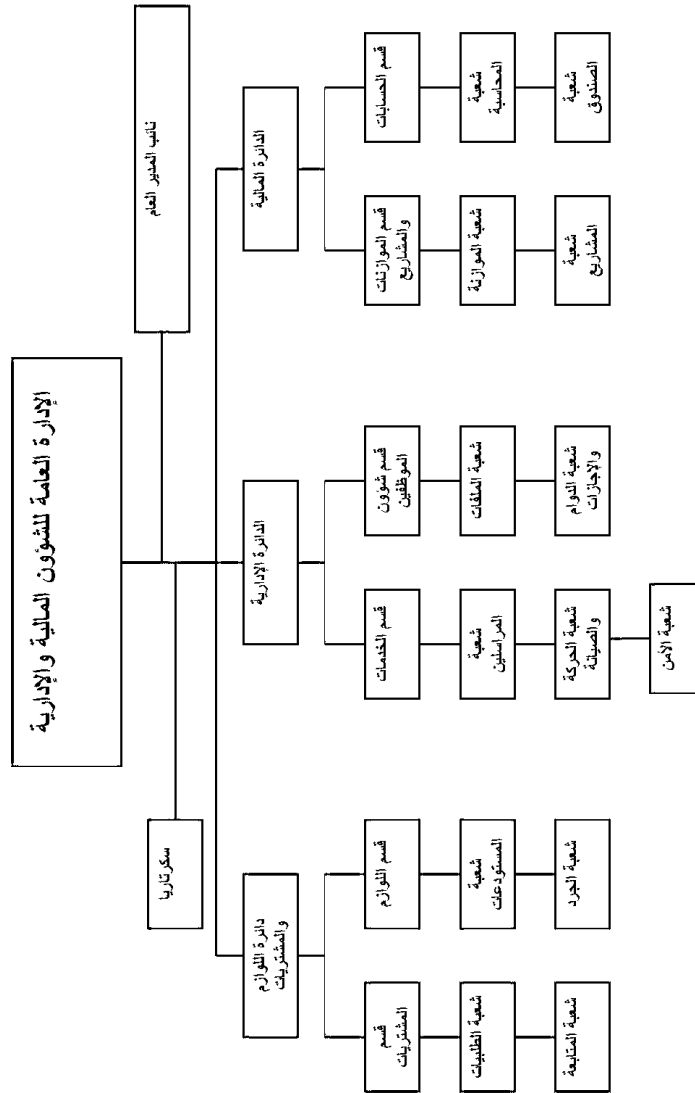 الإدارة العامة للشؤون المالية والإدارية
نائب المدير العام
سكرتاريا
الدائرة المالية
الدائرة الإدارية
دائرة اللوازم
والمشتريات
قسم الحسابات
قسم الموازنات
والمشاريع
قسم شؤون
الموظفين
قسم الخدمات
قسم اللوازم
قسم
المشتريات
شعبة
المحاسبة
شعبة الموازنة
شعبة الملفات
شعبة
المراسلين
شعبة
المستودعات
شعبة الطلبيات
شعبة
الصندوق
شعبة
المشاريع
شعبة الدوام
والإجازات
شعبة الحركة
والصيانة
شعبة الجرد
شعبة المتابعة
شعبة الأمن